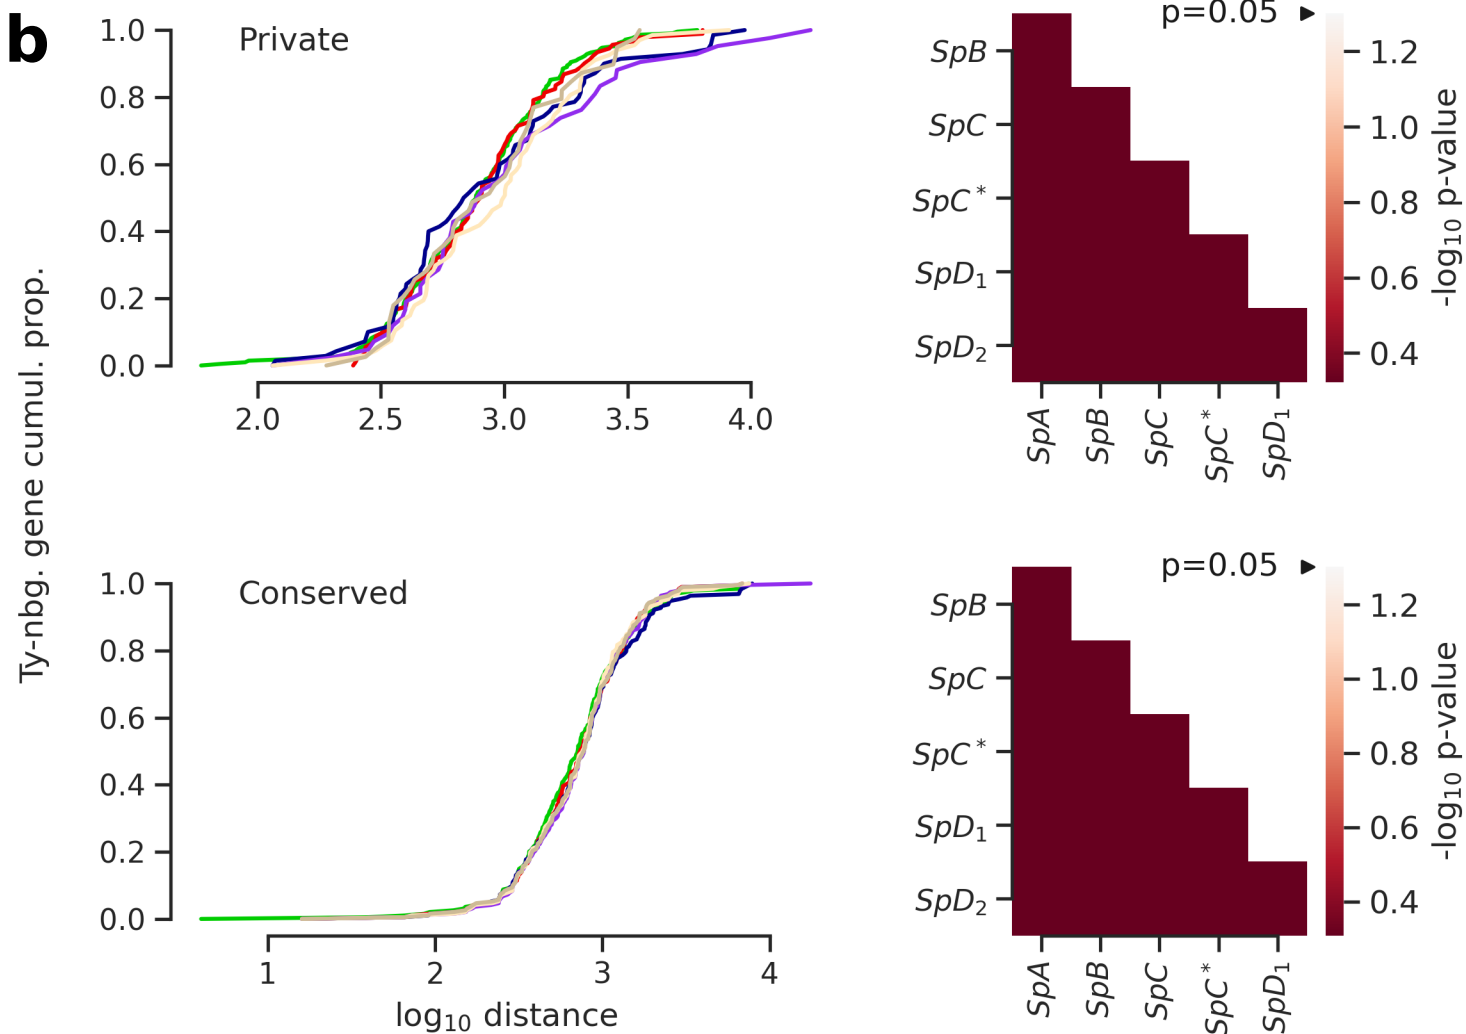 b
Ty-nbg. gene cumul. prop.
Private
1.0
0.8
0.6
0.4
0.2
0.0
2.0 2.5 3.0 3.5 4.0
p=0.05
SpB
SpC
SpC*
SpD₁
SpD₂
SpA SpB SpC SpC* SpD₁
1.2
1.0
0.8
0.6
0.4
-log₁₀ p-value
Conserved
1.0
0.8
0.6
0.4
0.2
0.0
1 2 3 4
log₁₀ distance
p=0.05
SpB
SpC
SpC*
SpD₁
SpD₂
SpA SpB SpC SpC* SpD₁
1.2
1.0
0.8
0.6
0.4
-log₁₀ p-value